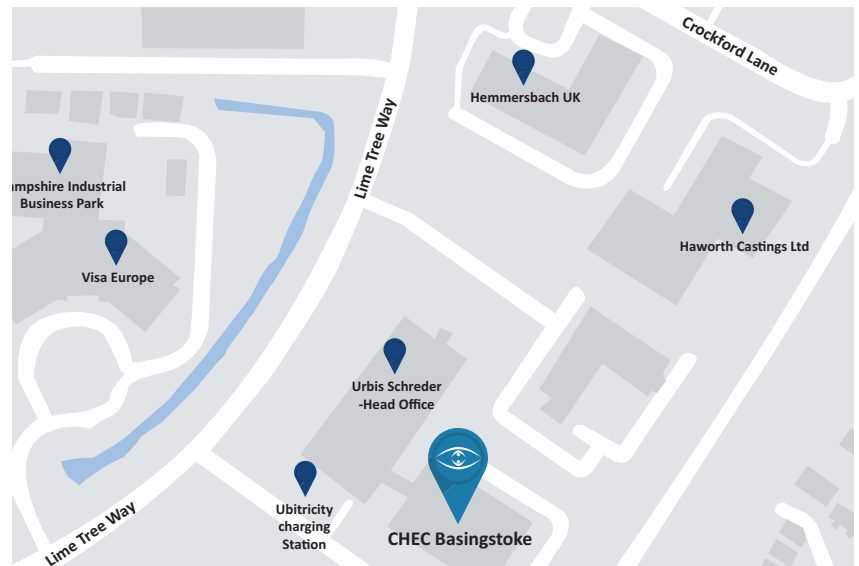 Crockford Lane
Hemmersbach UK
Lime Tree Way
ampshire Industrial
Business Park
Haworth Castings Ltd
Visa Europe
Urbis Schreder
-Head Office
Ubitricity
charging
Station
CHEC Basingstoke
Lime Tree Way